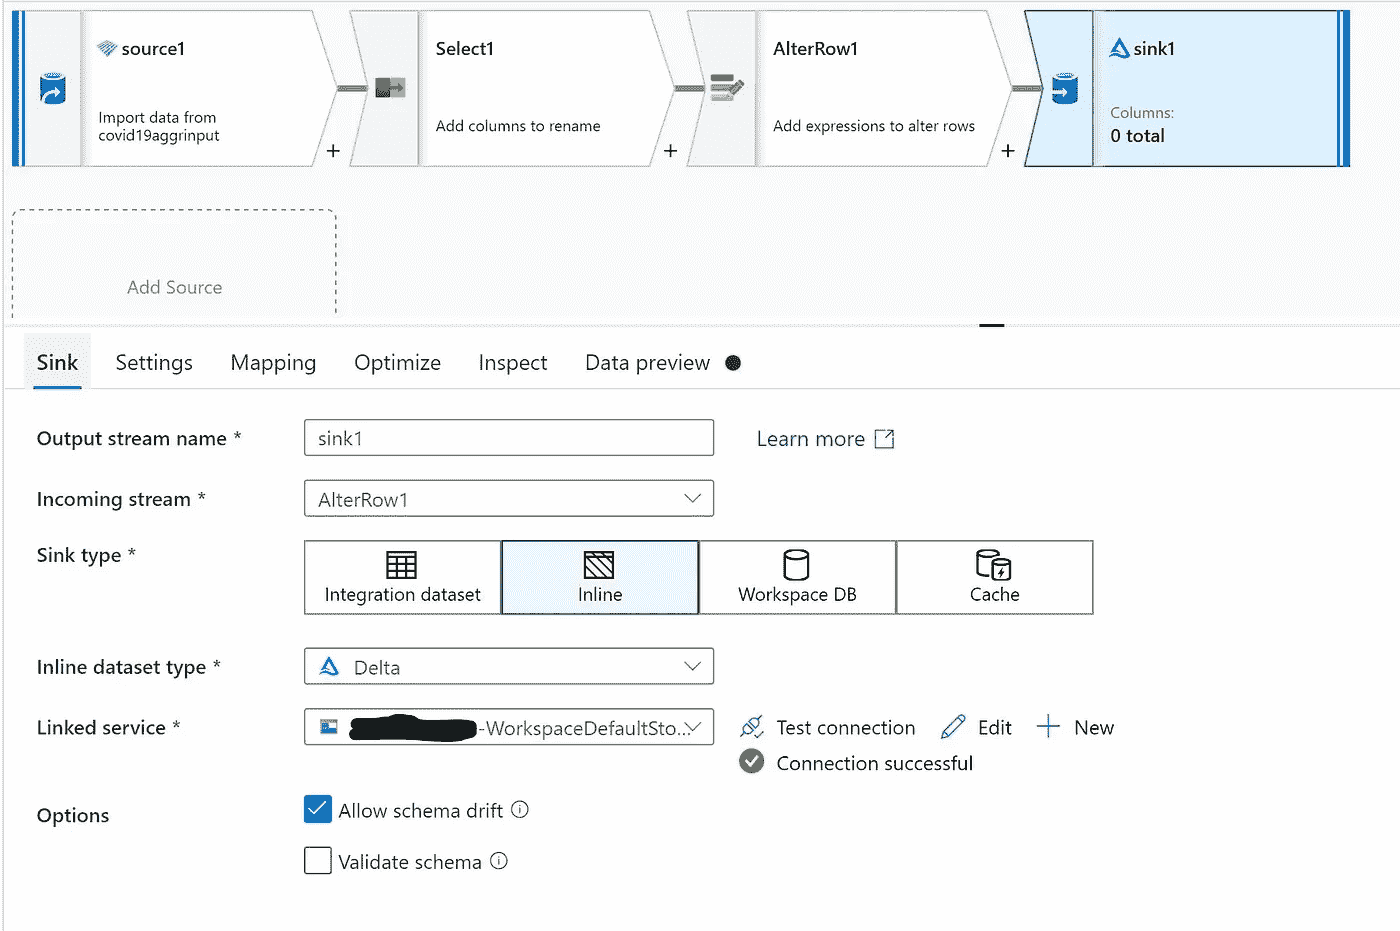 source1
Import data from
covid19aggrinput
+
Select1
Add columns to rename
+
AlterRow1
Add expressions to alter rows
+
sink1
Columns:
0 total
Add Source
Sink Settings Mapping Optimize Inspect Data preview
Output stream name * sink1 Learn more
Incoming stream * AlterRow1
Sink type * Integration dataset Inline Workspace DB Cache
Inline dataset type * Delta
Linked service * -WorkspaceDefaultSto... Test connection Edit New
Connection successful
Options Allow schema drift
Validate schema